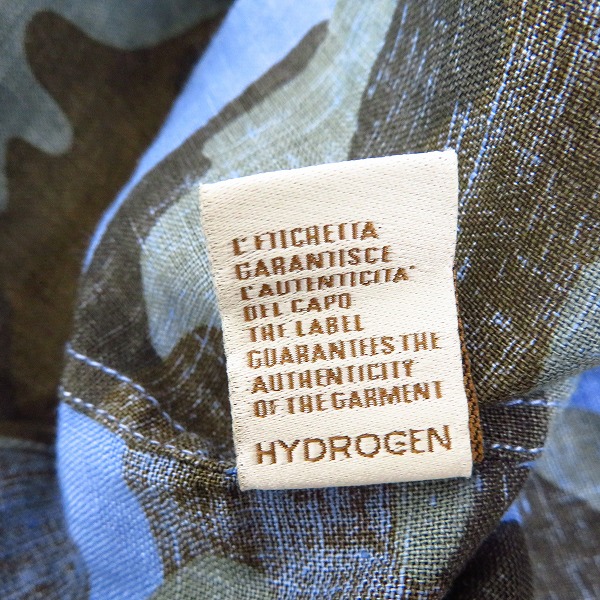 L'ETICHETTA
GARANTISCE
L'AUTENTICITA'
DEL CAPO
THE LABEL
GUARANTEES THE
AUTHENTICITY
OF THE GARMENT
HYDROGEN